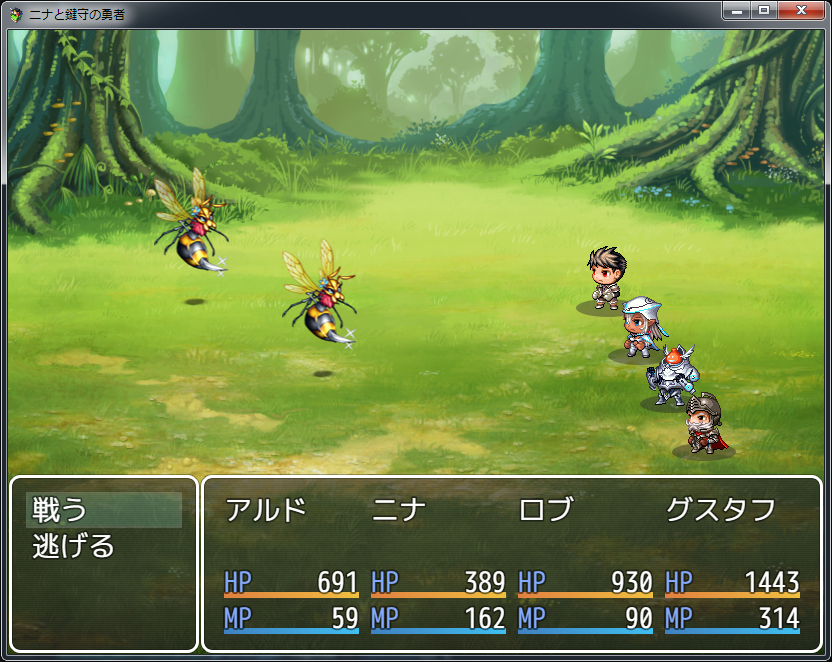 ニナと鍵守の勇者
戦う
逃げる
アルド ニナ ロブ グスタフ
HP 691 HP 389 HP 930 HP 1443
MP 59 MP 162 MP 90 MP 314